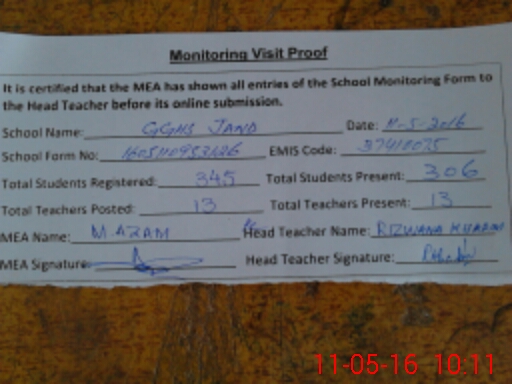 Monitoring Visit Proof
It is certified that the MEA has shown all entries of the School Monitoring Form to
the Head Teacher before its online submission.
School Name: GGHS JAND Date: 11-5-2016
School Form No: EMIS Code:
Total Students Registered: 345 Total Students Present: 306
Total Teachers Posted: 13 Total Teachers Present: 13
MEA Name: M. AZAM Head Teacher Name: RIZWANA
MEA Signature: Head Teacher Signature:
11-05-16 10:11